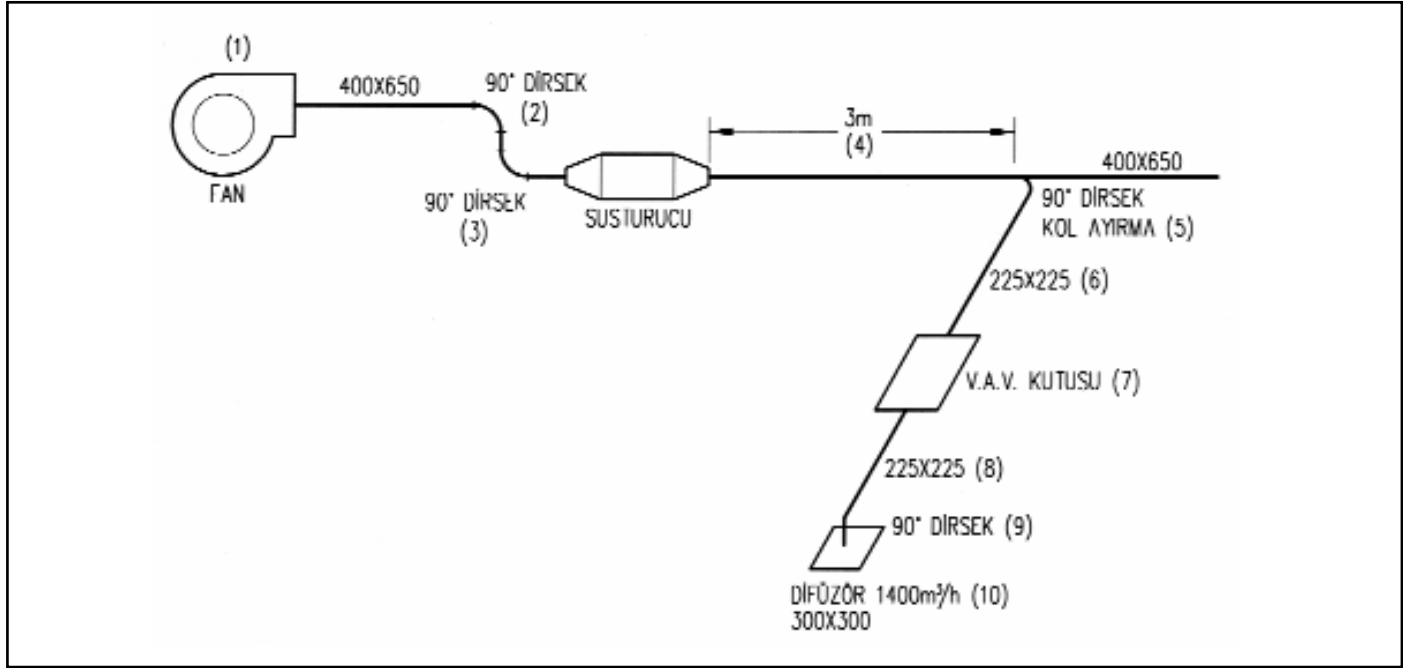 (1)
400X650
90° DİRSEK
(2)
FAN
90° DİRSEK
(3)
SUSTURUCU
3m
(4)
400X650
90° DİRSEK
KOL AYIRMA (5)
225X225 (6)
V.A.V. KUTUSU (7)
225X225 (8)
90° DİRSEK (9)
DİFÜZÖR 1400m³/h (10)
300X300